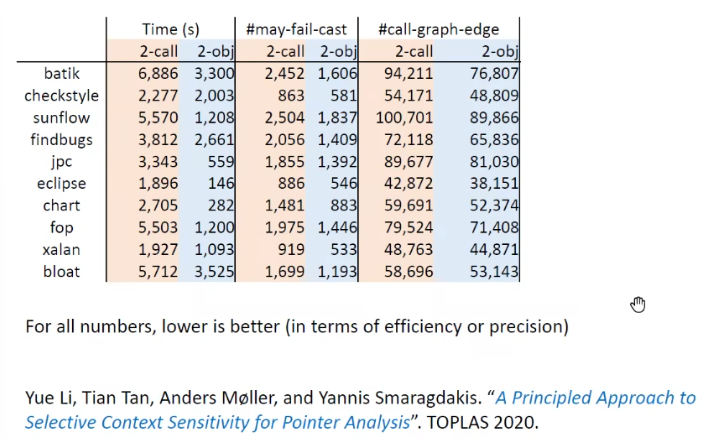 Time (s) #may-fail-cast #call-graph-edge
2-call 2-obj 2-call 2-obj 2-call 2-obj
batik 6,886 3,300 2,452 1,606 94,211 76,807
checkstyle 2,277 2,003 863 581 54,171 48,809
sunflow 5,570 1,208 2,504 1,837 100,701 89,866
findbugs 3,812 2,661 2,056 1,409 72,118 65,836
jpc 3,343 559 1,855 1,392 89,677 81,030
eclipse 1,896 146 886 546 42,872 38,151
chart 2,705 282 1,481 883 59,691 52,374
fop 5,503 1,200 1,975 1,446 79,524 71,408
xalan 1,927 1,093 919 533 48,763 44,871
bloat 5,712 3,525 1,699 1,193 58,696 53,143
For all numbers, lower is better (in terms of efficiency or precision)
Yue Li, Tian Tan, Anders Møller, and Yannis Smaragdakis. “A Principled Approach to
Selective Context Sensitivity for Pointer Analysis”. TOPLAS 2020.